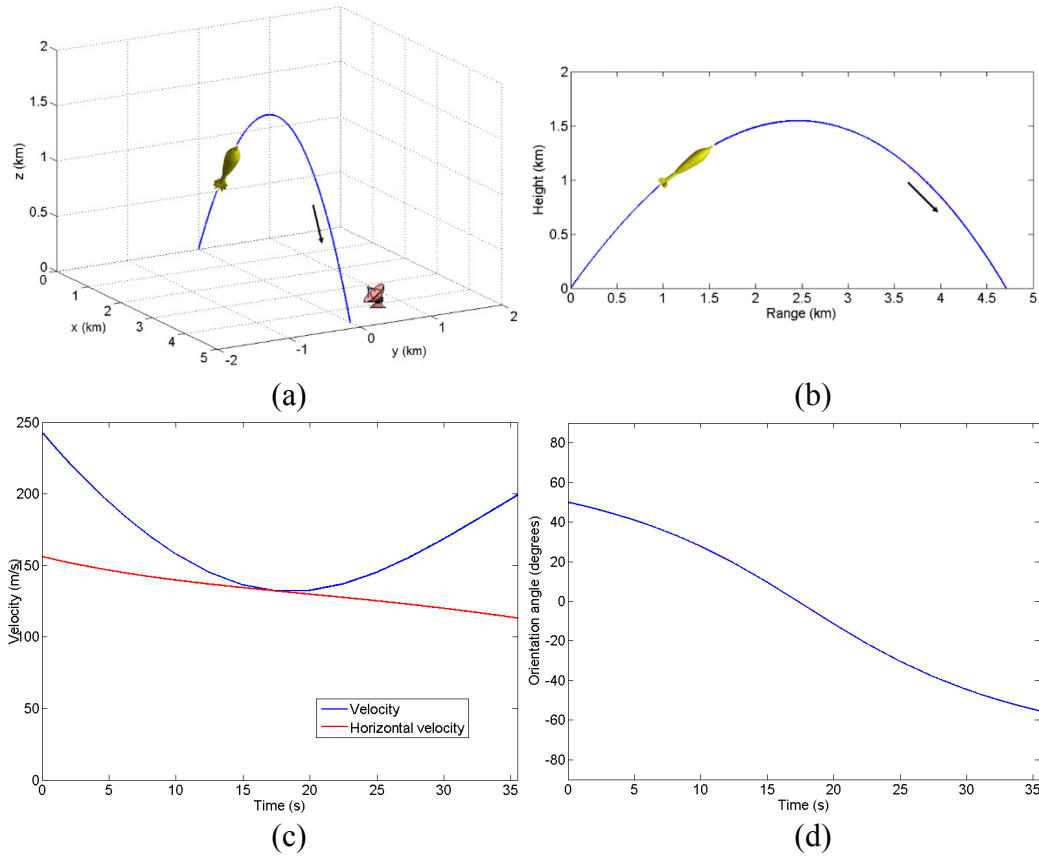 2
1.5
1
0.5
0
z (km)
0
1
2
3
4
5
x (km)
-2
-1
0
1
2
y (km)
(a)
2
1.5
1
0.5
0
Height (km)
0 0.5 1 1.5 2 2.5 3 3.5 4 4.5 5
Range (km)
(b)
250
200
150
100
50
0
Velocity (m/s)
Velocity
Horizontal velocity
0 5 10 15 20 25 30 35
Time (s)
(c)
80
60
40
20
0
-20
-40
-60
-80
Orientation angle (degrees)
0 5 10 15 20 25 30 35
Time (s)
(d)